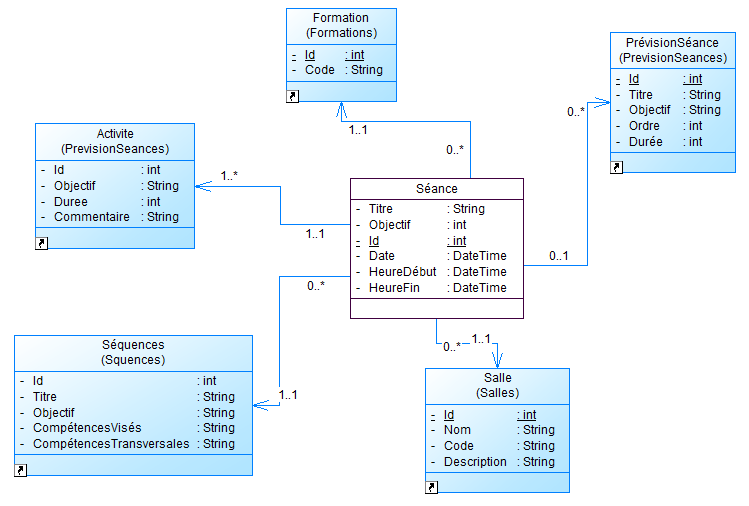 Formation
(Formations)
- Id : int
- Code : String
PrévisionSéance
(PrevisionSeances)
- Id : int
- Titre : String
- Objectif : String
- Ordre : int
- Durée : int
0..*
1..1
0..*
Activite
(PrevisionSeances)
- Id : int
- Objectif : String
- Duree : int
- Commentaire : String
1..*
1..1
Séance
- Titre : String
- Objectif : int
- Id : int
- Date : DateTime
- HeureDébut : DateTime
- HeureFin : DateTime
0..1
0..*
1..1
Séquences
(Squences)
- Id : int
- Titre : String
- Objectif : String
- CompétencesVisés : String
- CompétencesTransversales : String
0..*
1..1
Salle
(Salles)
- Id : int
- Nom : String
- Code : String
- Description : String